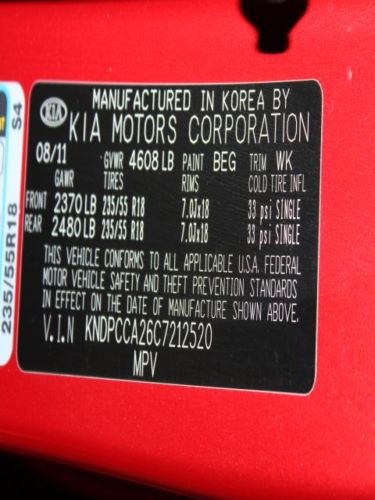 MANUFACTURED IN KOREA BY
KIA KIA MOTORS CORPORATION
08/11 GVWR 4608 LB PAINT BEG TRIM WK
GAWR TIRES RIMS COLD TIRE INFL
FRONT 2370 LB 235/55 R18 7.0JX18 33 psi SINGLE
REAR 2480 LB 235/55 R18 7.0JX18 33 psi SINGLE
THIS VEHICLE CONFORMS TO ALL APPLICABLE U.S.A. FEDERAL
MOTOR VEHICLE SAFETY AND THEFT PREVENTION STANDARDS
IN EFFECT ON THE DATE OF MANUFACTURE SHOWN ABOVE.
V.I.N KNDPCCA26C7212520
MPV
235/55R18 S4